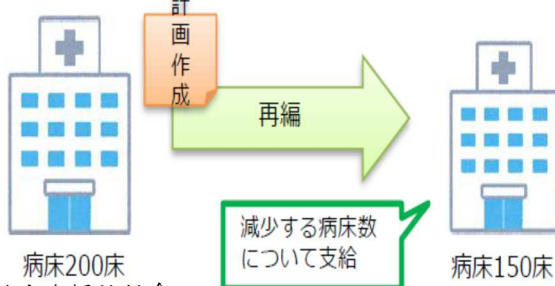 計
画
作
成
再編
減少する病床数
について支給
病床200床
病床150床